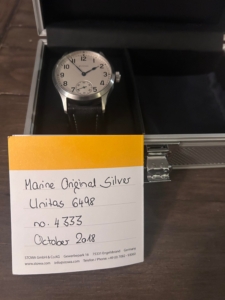 Marine Original Silver
Unitas 6498
no. 4333
October 2018